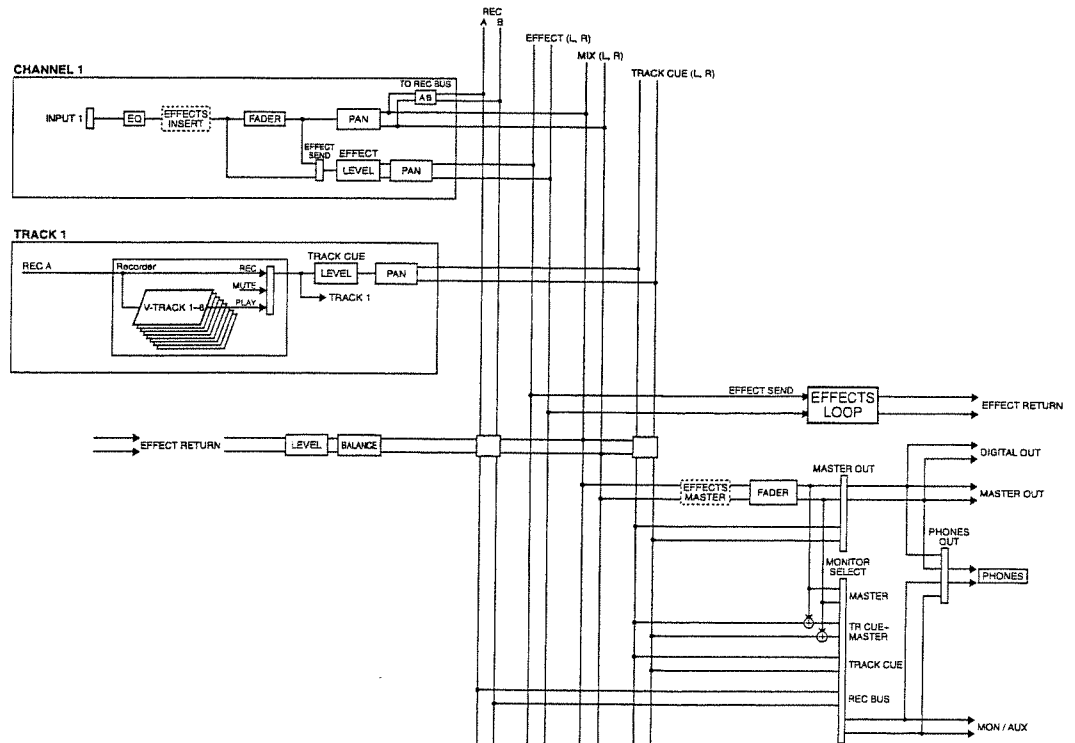 REC
A B
EFFECT (L, R)
MIX (L, R)
TRACK CUE (L, R)
CHANNEL 1
TO REC BUS
AB
INPUT 1
EQ
EFFECTS
INSERT
FADER
PAN
EFFECT
SEND
EFFECT
LEVEL
PAN
TRACK 1
REC A
Recorder
REC
MUTE
V-TRACK 1-8
PLAY
TRACK CUE
LEVEL
PAN
TRACK 1
EFFECT SEND
EFFECTS
LOOP
EFFECT RETURN
EFFECT RETURN
LEVEL
BALANCE
DIGITAL OUT
MASTER OUT
EFFECTS
MASTER
FADER
MASTER OUT
PHONES
OUT
PHONES
MONITOR
SELECT
MASTER
TR CUE+
MASTER
TRACK CUE
REC BUS
MON / AUX